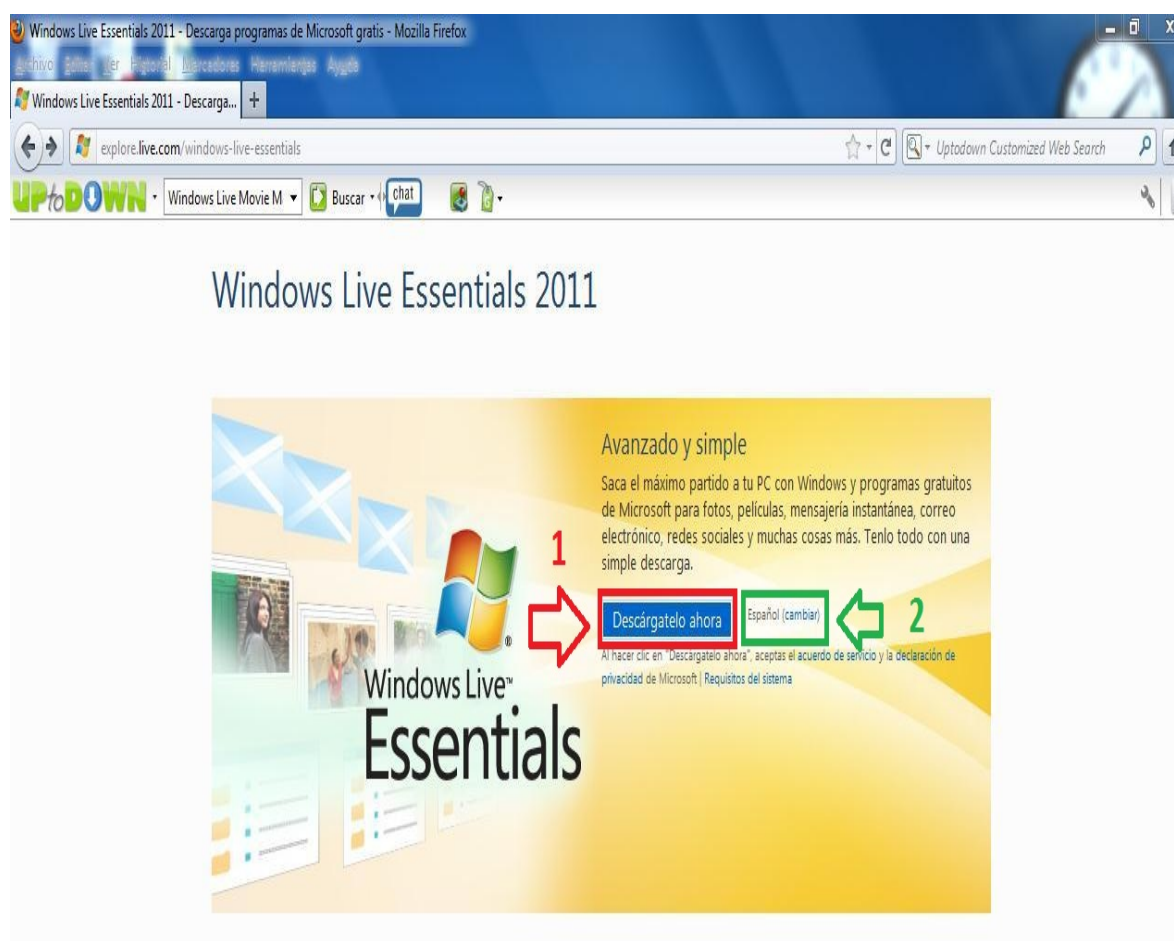 Windows Live Essentials 2011 - Descarga programas de Microsoft gratis - Mozilla Firefox
Archivo Editar Ver Historial Marcadores Herramientas Ayuda
Windows Live Essentials 2011 - Descarga... +
explore.live.com/windows-live-essentials
Uptodown Customized Web Search
UPtoDOWN Windows Live Movie M Buscar chat
Windows Live Essentials 2011
Avanzado y simple
Saca el máximo partido a tu PC con Windows y programas gratuitos
de Microsoft para fotos, películas, mensajería instantánea, correo
electrónico, redes sociales y muchas cosas más. Tenlo todo con una
simple descarga.
1
Descárgatelo ahora
Español (cambiar)
2
Al hacer clic en "Descárgatelo ahora", aceptas el acuerdo de servicio y la declaración de
privacidad de Microsoft | Requisitos del sistema
Windows Live™
Essentials